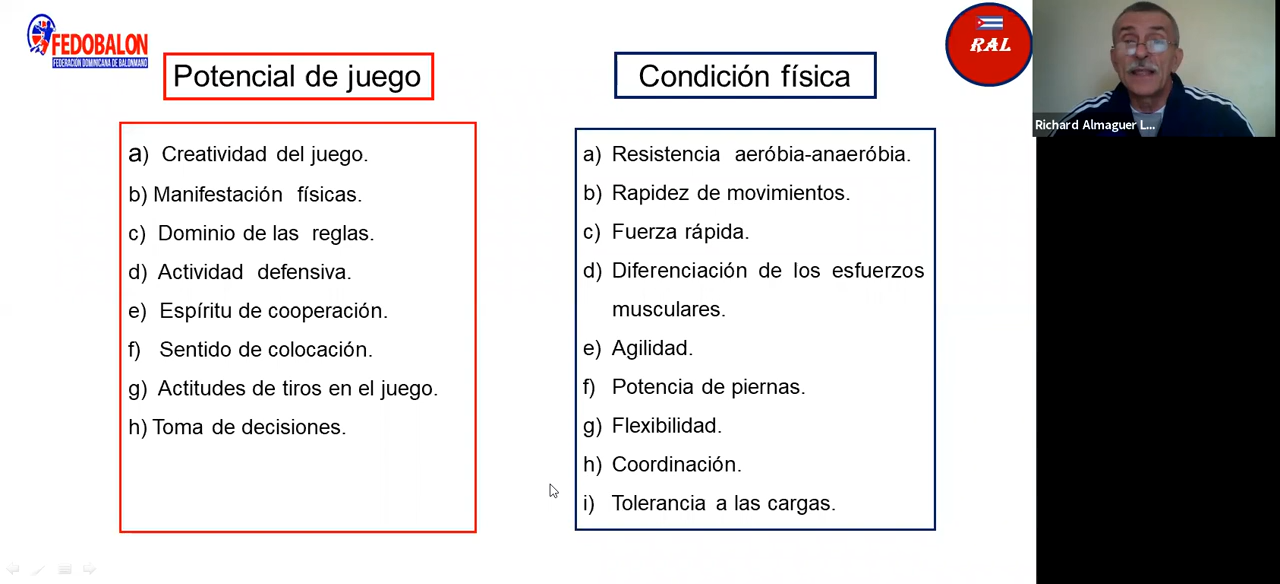 FEDOBALON
FEDERACIÓN DOMINICANA DE BALONMANO
Potencial de juego
a) Creatividad del juego.
b) Manifestación físicas.
c) Dominio de las reglas.
d) Actividad defensiva.
e) Espíritu de cooperación.
f) Sentido de colocación.
g) Actitudes de tiros en el juego.
h) Toma de decisiones.
Condición física
a) Resistencia aeróbia-anaeróbia.
b) Rapidez de movimientos.
c) Fuerza rápida.
d) Diferenciación de los esfuerzos
musculares.
e) Agilidad.
f) Potencia de piernas.
g) Flexibilidad.
h) Coordinación.
i) Tolerancia a las cargas.
RAL
Richard Almaguer L...